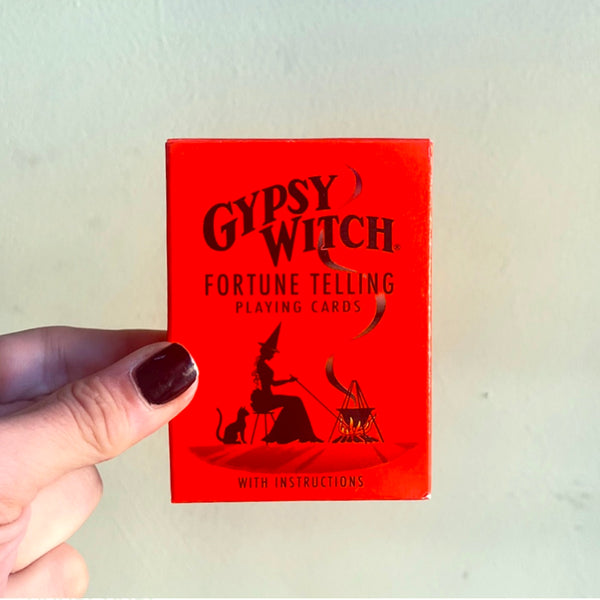 GYPSY
WITCH®
FORTUNE TELLING
PLAYING CARDS
WITH INSTRUCTIONS